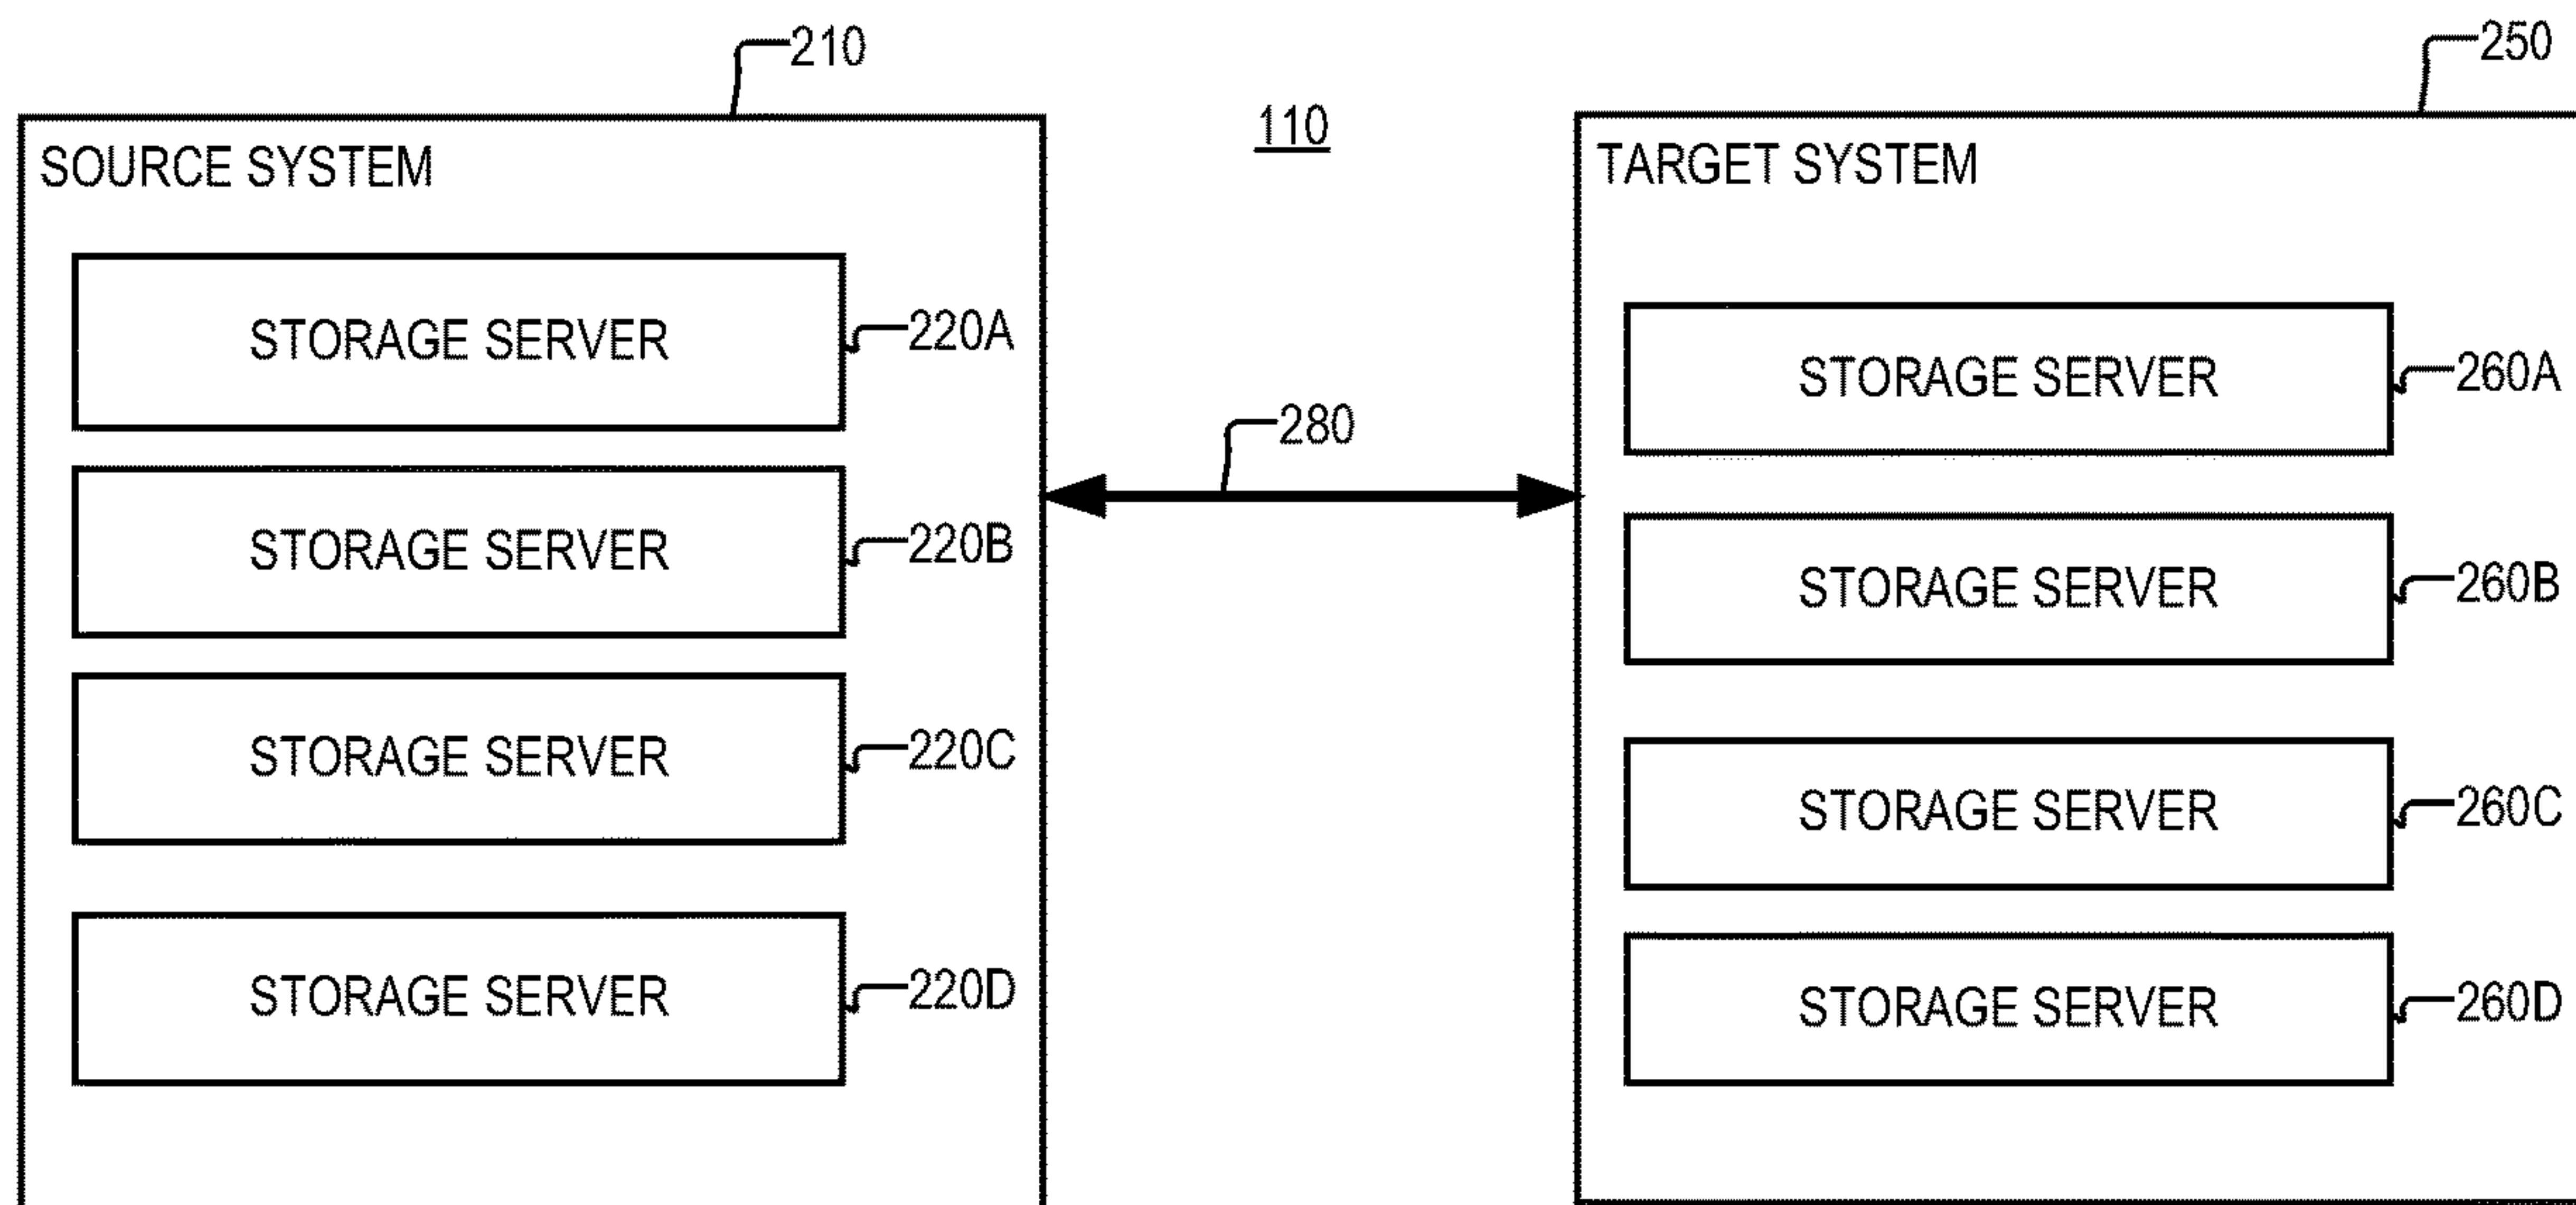 210
250
110
SOURCE SYSTEM
TARGET SYSTEM
STORAGE SERVER
220A
STORAGE SERVER
220B
STORAGE SERVER
220C
STORAGE SERVER
220D
280
STORAGE SERVER
260A
STORAGE SERVER
260B
STORAGE SERVER
260C
STORAGE SERVER
260D